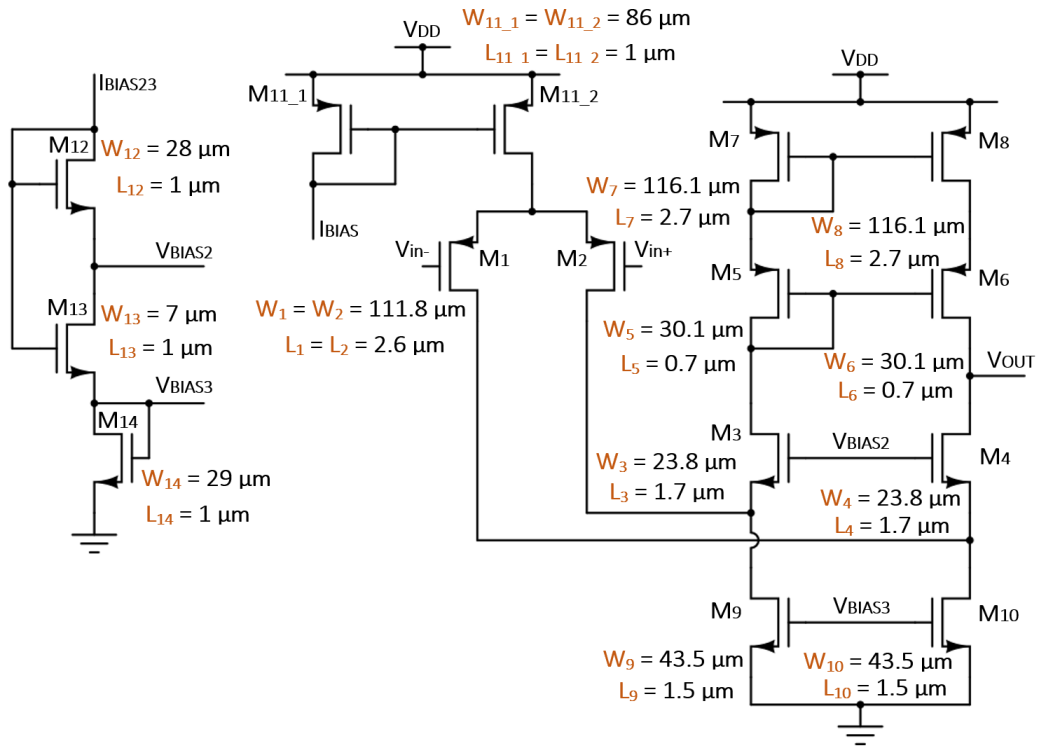 W11_1 = W11_2 = 86 µm
VDD
L11_1 = L11_2 = 1 µm
VDD
IBIAS23
M11_1
M11_2
M12
W12 = 28 µm
L12 = 1 µm
M7
M8
W7 = 116.1 µm
L7 = 2.7 µm
IBIAS
W8 = 116.1 µm
L8 = 2.7 µm
VBIAS2
Vin-
M1
M2
Vin+
M5
M6
M13
W13 = 7 µm
L13 = 1 µm
W1 = W2 = 111.8 µm
L1 = L2 = 2.6 µm
W5 = 30.1 µm
L5 = 0.7 µm
W6 = 30.1 µm
L6 = 0.7 µm
VOUT
VBIAS3
M14
W14 = 29 µm
L14 = 1 µm
M3
VBIAS2
M4
W3 = 23.8 µm
L3 = 1.7 µm
W4 = 23.8 µm
L4 = 1.7 µm
M9
VBIAS3
M10
W9 = 43.5 µm
L9 = 1.5 µm
W10 = 43.5 µm
L10 = 1.5 µm